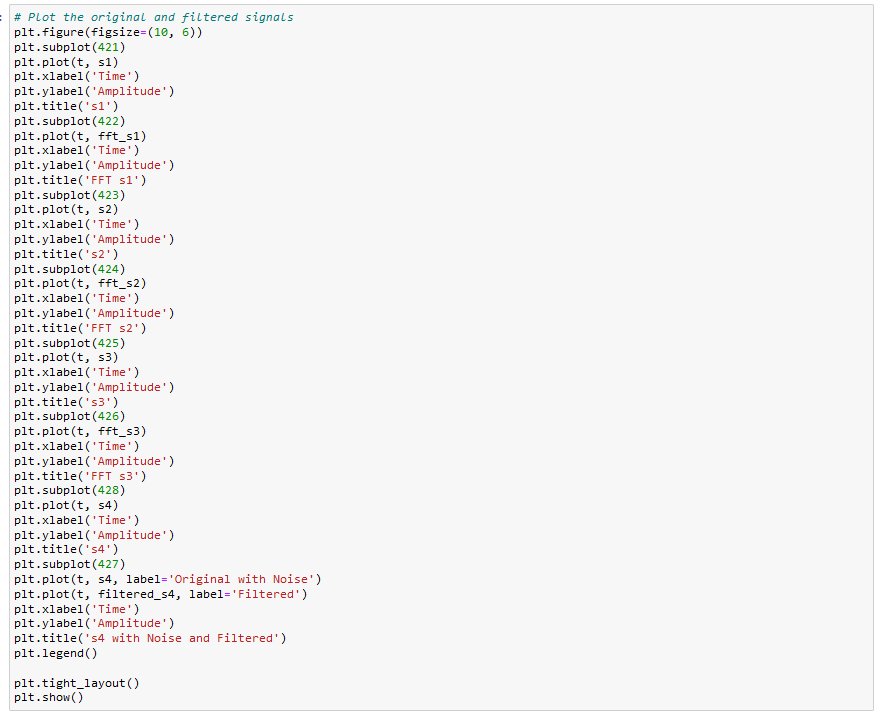 # Plot the original and filtered signals
plt.figure(figsize=(10, 6))
plt.subplot(421)
plt.plot(t, s1)
plt.xlabel('Time')
plt.ylabel('Amplitude')
plt.title('s1')
plt.subplot(422)
plt.plot(t, fft_s1)
plt.xlabel('Time')
plt.ylabel('Amplitude')
plt.title('FFT s1')
plt.subplot(423)
plt.plot(t, s2)
plt.xlabel('Time')
plt.ylabel('Amplitude')
plt.title('s2')
plt.subplot(424)
plt.plot(t, fft_s2)
plt.xlabel('Time')
plt.ylabel('Amplitude')
plt.title('FFT s2')
plt.subplot(425)
plt.plot(t, s3)
plt.xlabel('Time')
plt.ylabel('Amplitude')
plt.title('s3')
plt.subplot(426)
plt.plot(t, fft_s3)
plt.xlabel('Time')
plt.ylabel('Amplitude')
plt.title('FFT s3')
plt.subplot(428)
plt.plot(t, s4)
plt.xlabel('Time')
plt.ylabel('Amplitude')
plt.title('s4')
plt.subplot(427)
plt.plot(t, s4, label='Original with Noise')
plt.plot(t, filtered_s4, label='Filtered')
plt.xlabel('Time')
plt.ylabel('Amplitude')
plt.title('s4 with Noise and Filtered')
plt.legend()

plt.tight_layout()
plt.show()